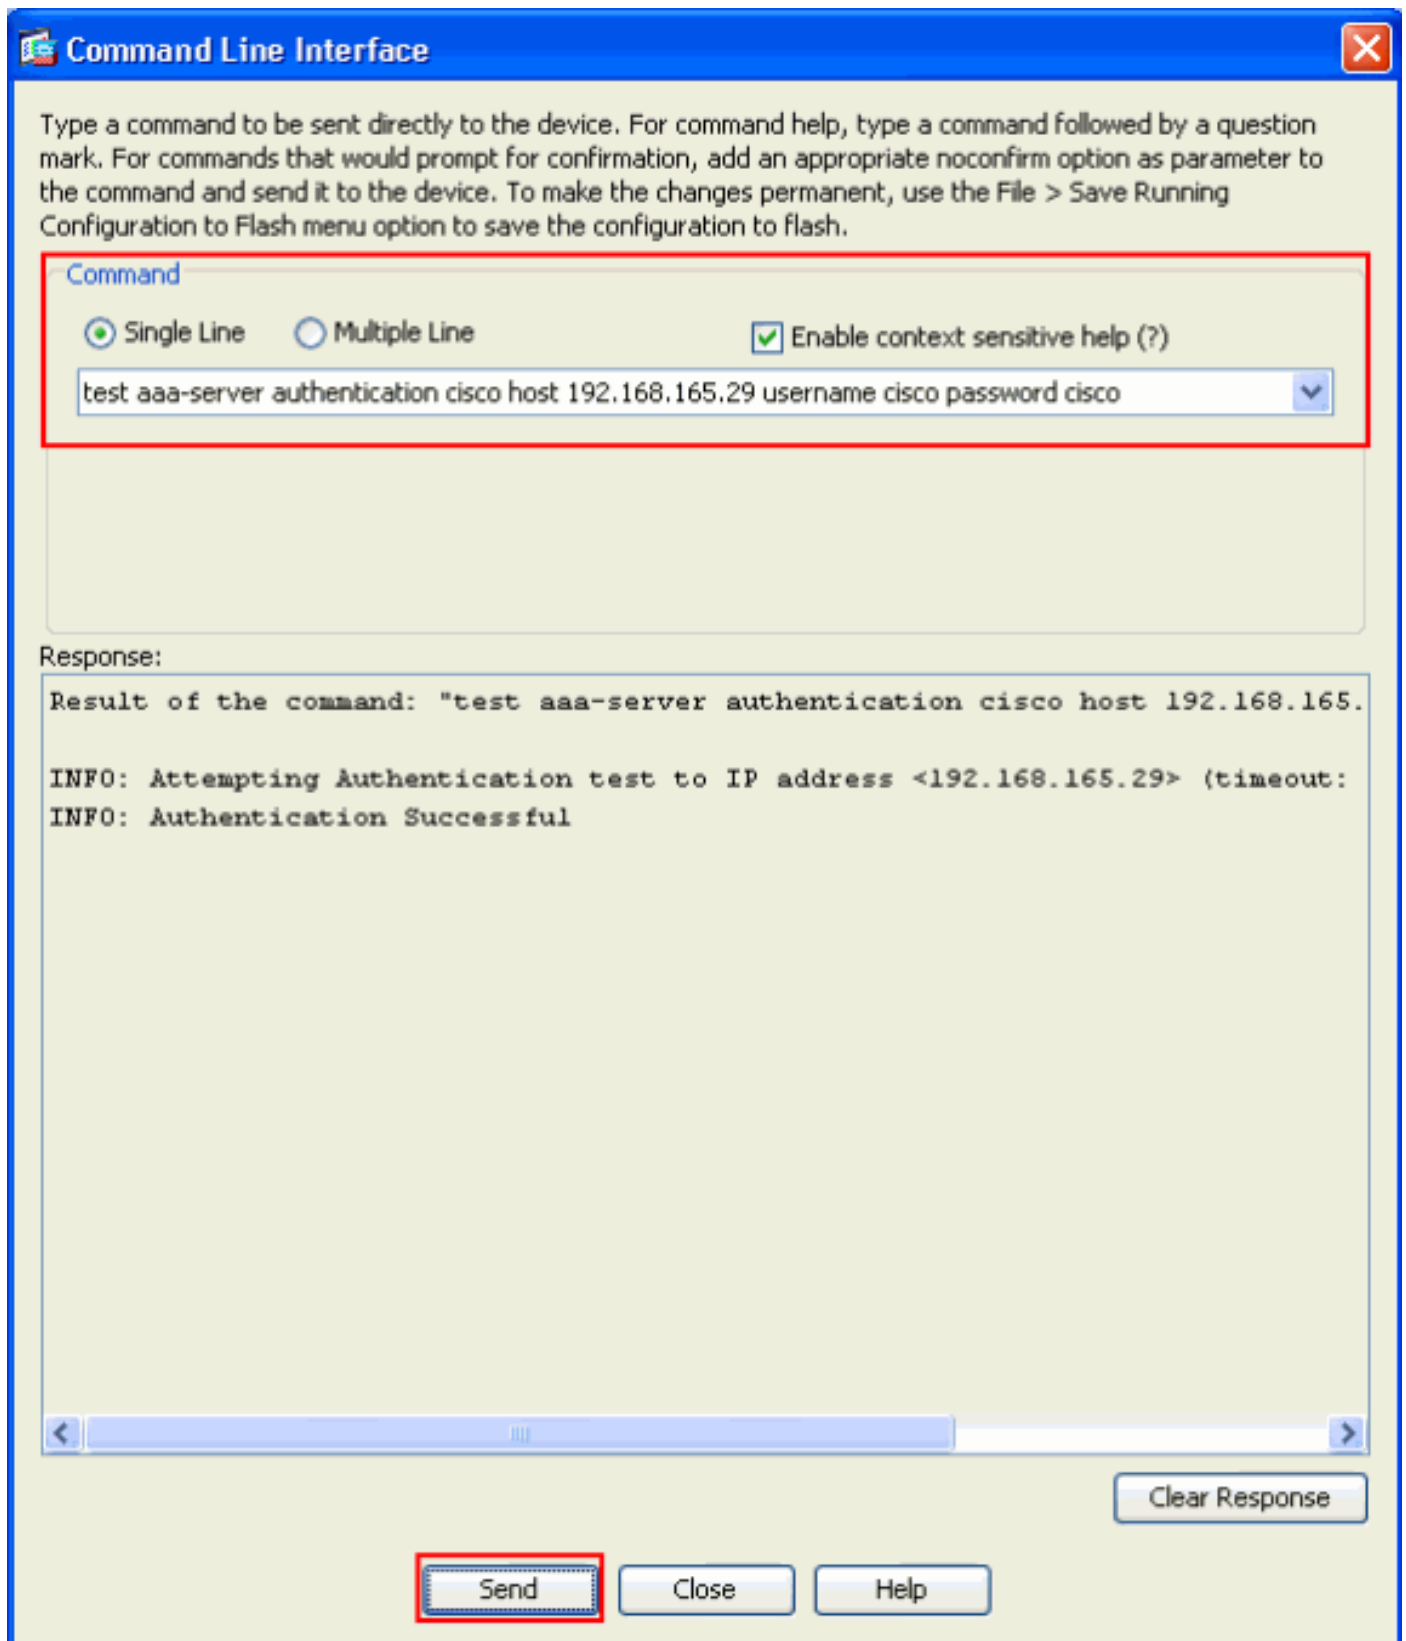 Command Line Interface
Type a command to be sent directly to the device. For command help, type a command followed by a question
mark. For commands that would prompt for confirmation, add an appropriate noconfirm option as parameter to
the command and send it to the device. To make the changes permanent, use the File > Save Running
Configuration to Flash menu option to save the configuration to flash.
Command
Single Line Multiple Line Enable context sensitive help (?)
test aaa-server authentication cisco host 192.168.165.29 username cisco password cisco
Response:
Result of the command: "test aaa-server authentication cisco host 192.168.165.
INFO: Attempting Authentication test to IP address <192.168.165.29> (timeout:
INFO: Authentication Successful
Clear Response
Send Close Help